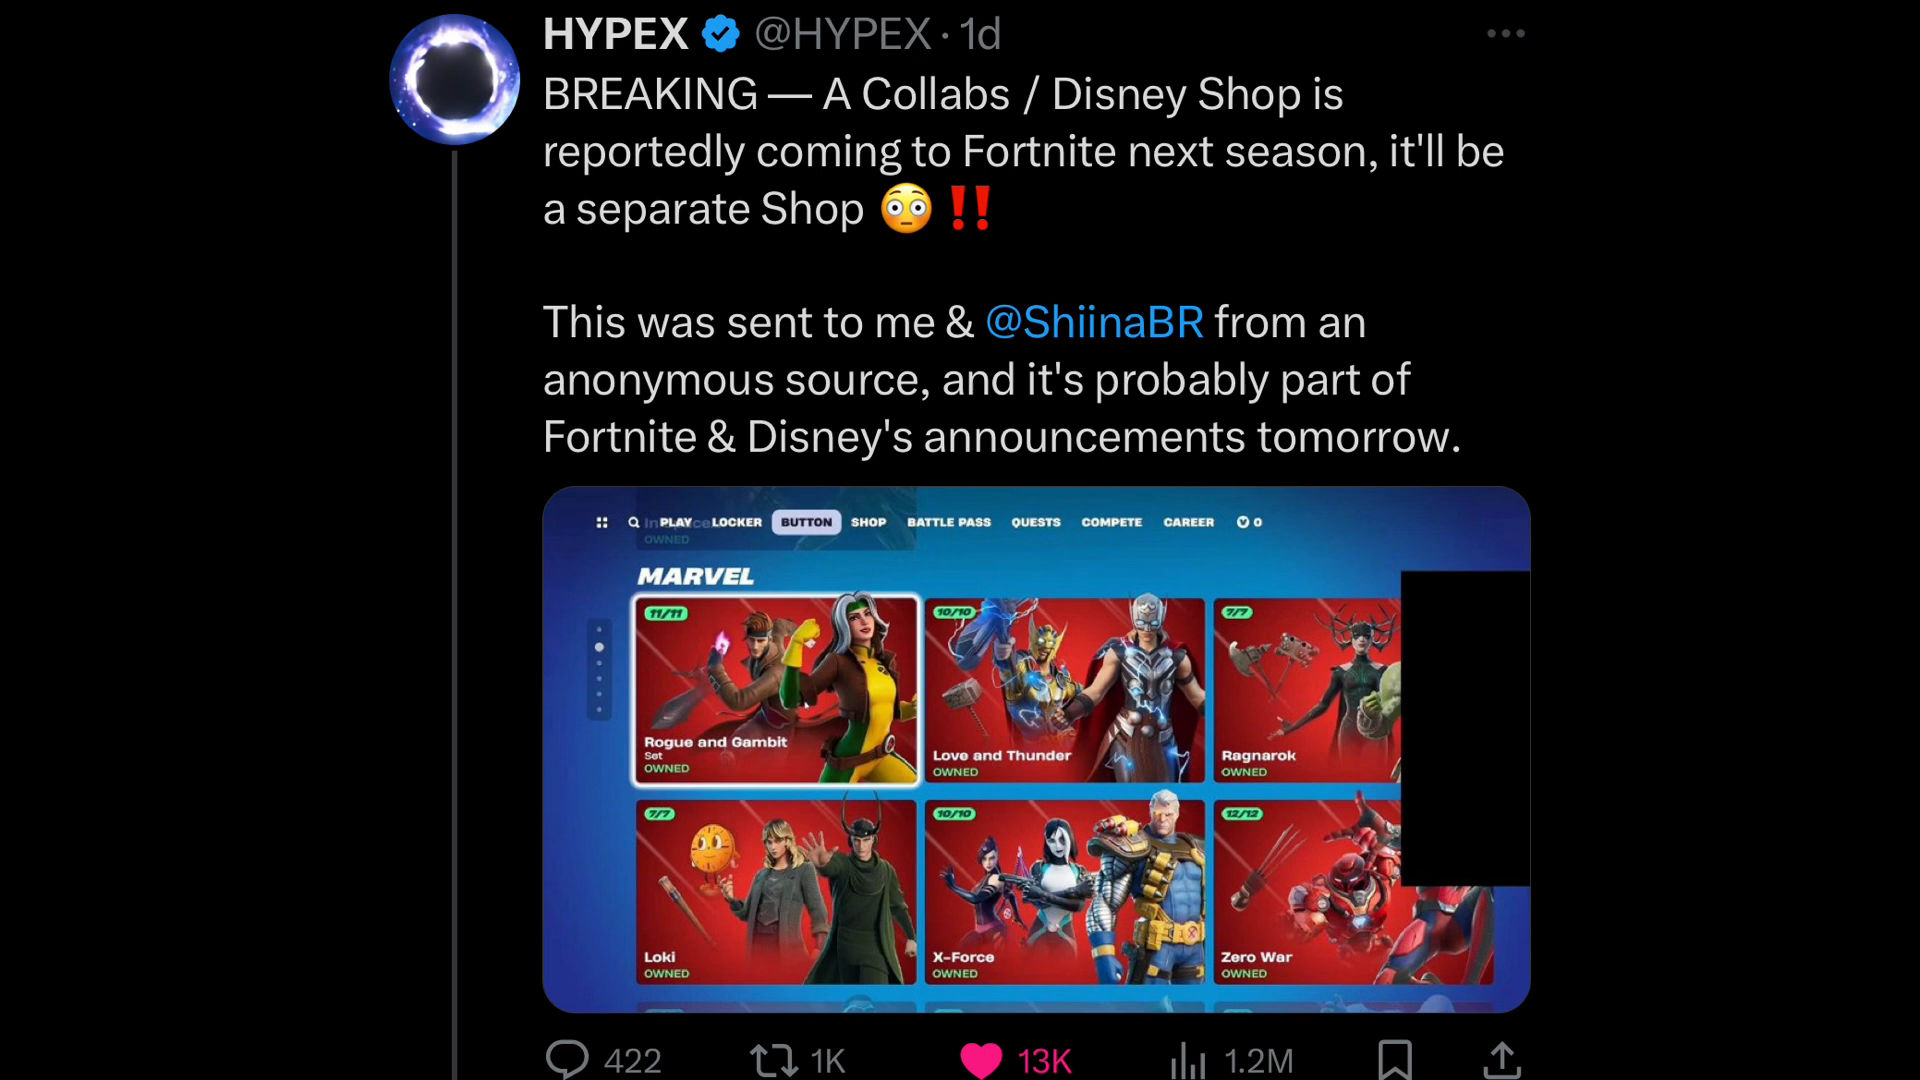 HYPEX @HYPEX · 1d
BREAKING — A Collabs / Disney Shop is
reportedly coming to Fortnite next season, it'll be
a separate Shop 😳 ‼️
This was sent to me & @ShiinaBR from an
anonymous source, and it's probably part of
Fortnite & Disney's announcements tomorrow.
PLAY LOCKER BUTTON SHOP BATTLE PASS QUESTS COMPETE CAREER 0
OWNED
MARVEL
11/11 10/10 7/7
Rogue and Gambit
Set
OWNED
Love and Thunder
OWNED
Ragnarok
OWNED
7/7 10/10 12/12
Loki
OWNED
X-Force
OWNED
Zero War
OWNED
422 1K 13K 1.2M